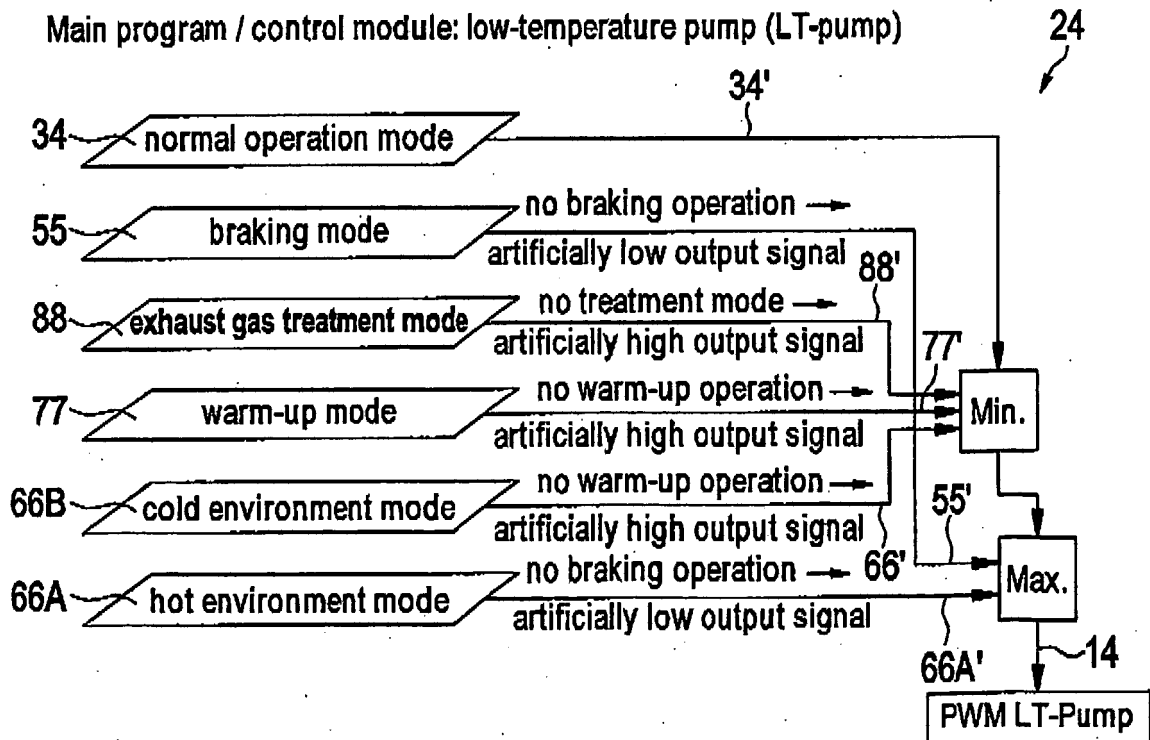 Main program / control module: low-temperature pump (LT-pump)
24
34'
34
normal operation mode
no braking operation
55
braking mode
artificially low output signal
88'
no treatment mode
88
exhaust gas treatment mode
artificially high output signal
77'
no warm-up operation
77
warm-up mode
Min.
artificially high output signal
no warm-up operation
66B
cold environment mode
artificially high output signal
66'
55'
no braking operation
Max.
66A
hot environment mode
artificially low output signal
66A'
14
PWM LT-Pump